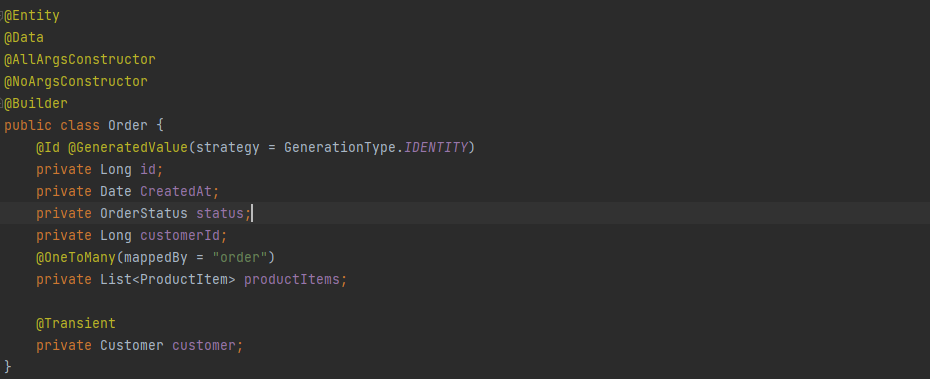 @Entity
@Data
@AllArgsConstructor
@NoArgsConstructor
@Builder
public class Order {
    @Id @GeneratedValue(strategy = GenerationType.IDENTITY)
    private Long id;
    private Date CreatedAt;
    private OrderStatus status;
    private Long customerId;
    @OneToMany(mappedBy = "order")
    private List<ProductItem> productItems;
    @Transient
    private Customer customer;
}